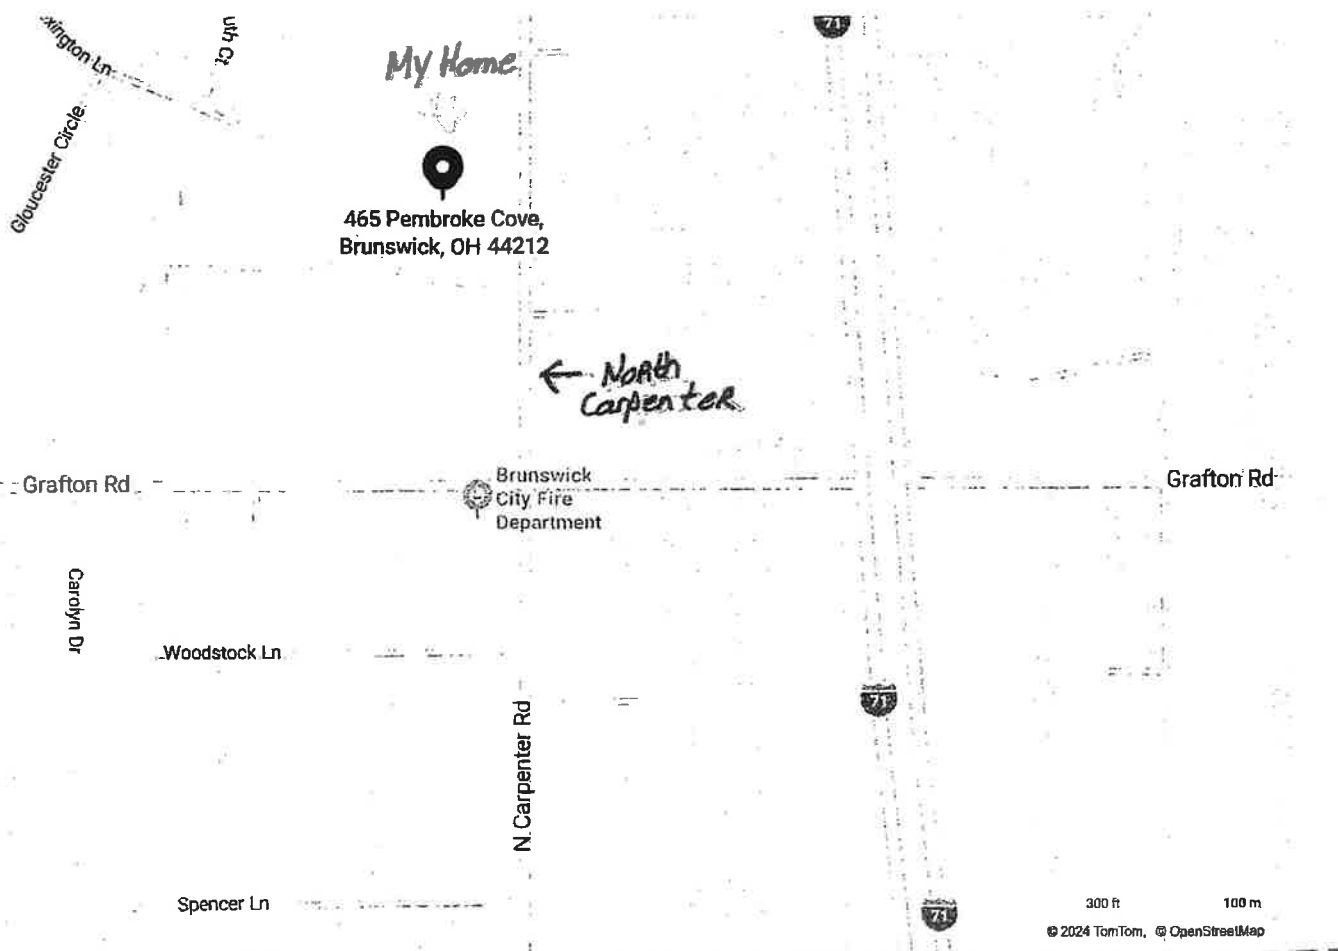 71
xington Ln
uth Ct
My Home
Gloucester Circle
465 Pembroke Cove,
Brunswick, OH 44212
← North
Carpenter
Grafton Rd
Brunswick
City Fire
Department
Grafton Rd
Carolyn Dr
Woodstock Ln
71
N Carpenter Rd
Spencer Ln
71
300 ft
100 m
© 2024 TomTom, © OpenStreetMap